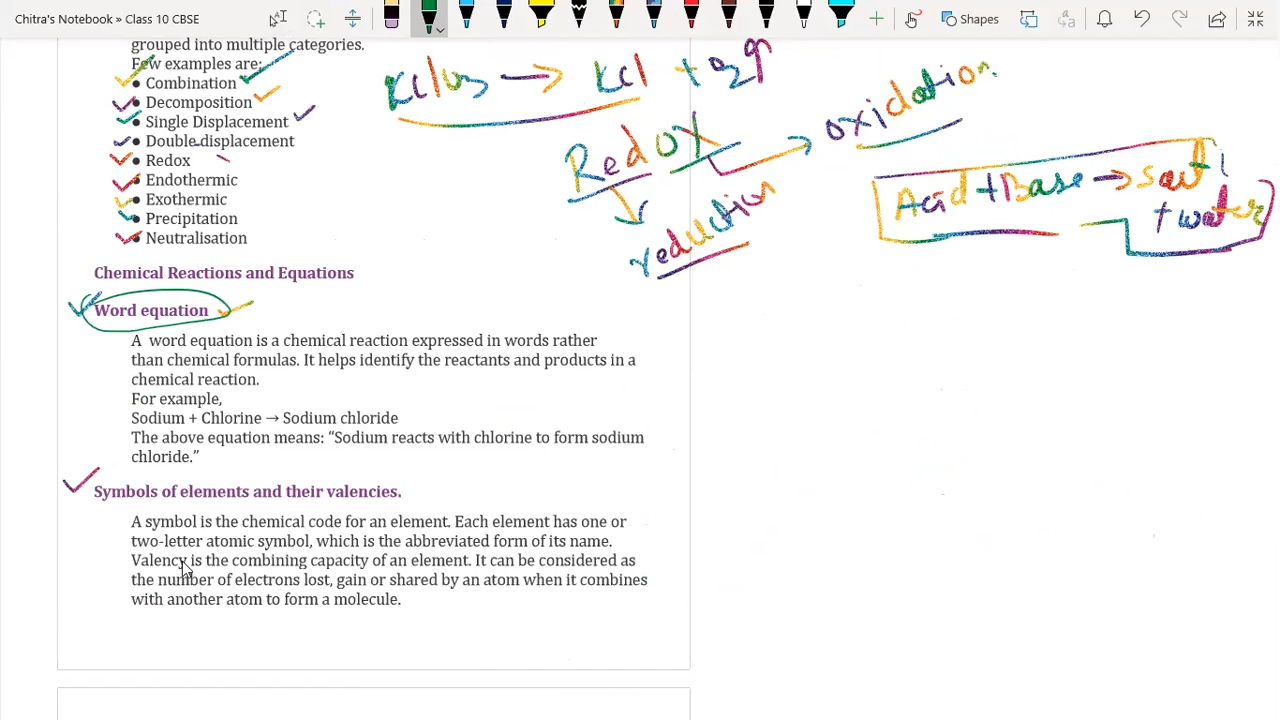 Chitra's Notebook » Class 10 CBSE
Shapes
grouped into multiple categories.
Few examples are:
● Combination
● Decomposition
● Single Displacement
● Double displacement
● Redox
● Endothermic
● Exothermic
● Precipitation
● Neutralisation
KClO3 → KCl + O2↑
Redox → oxidation
reduction
Acid + Base → Salt
+ water
Chemical Reactions and Equations
Word equation
A word equation is a chemical reaction expressed in words rather
than chemical formulas. It helps identify the reactants and products in a
chemical reaction.
For example,
Sodium + Chlorine → Sodium chloride
The above equation means: “Sodium reacts with chlorine to form sodium
chloride.”
Symbols of elements and their valencies.
A symbol is the chemical code for an element. Each element has one or
two-letter atomic symbol, which is the abbreviated form of its name.
Valency is the combining capacity of an element. It can be considered as
the number of electrons lost, gain or shared by an atom when it combines
with another atom to form a molecule.